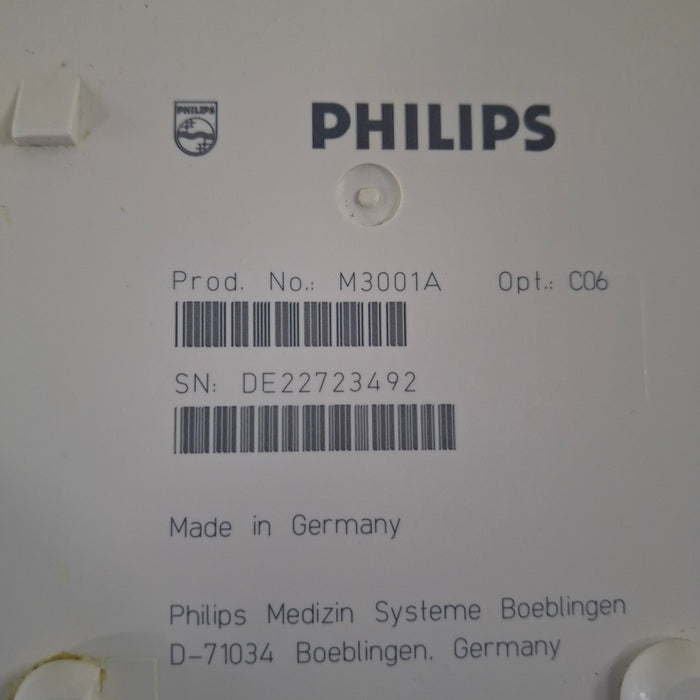 PHILIPS
PHILIPS
Prod. No.: M3001A Opt.: C06
SN: DE22723492
Made in Germany
Philips Medizin Systeme Boeblingen
D-71034 Boeblingen. Germany